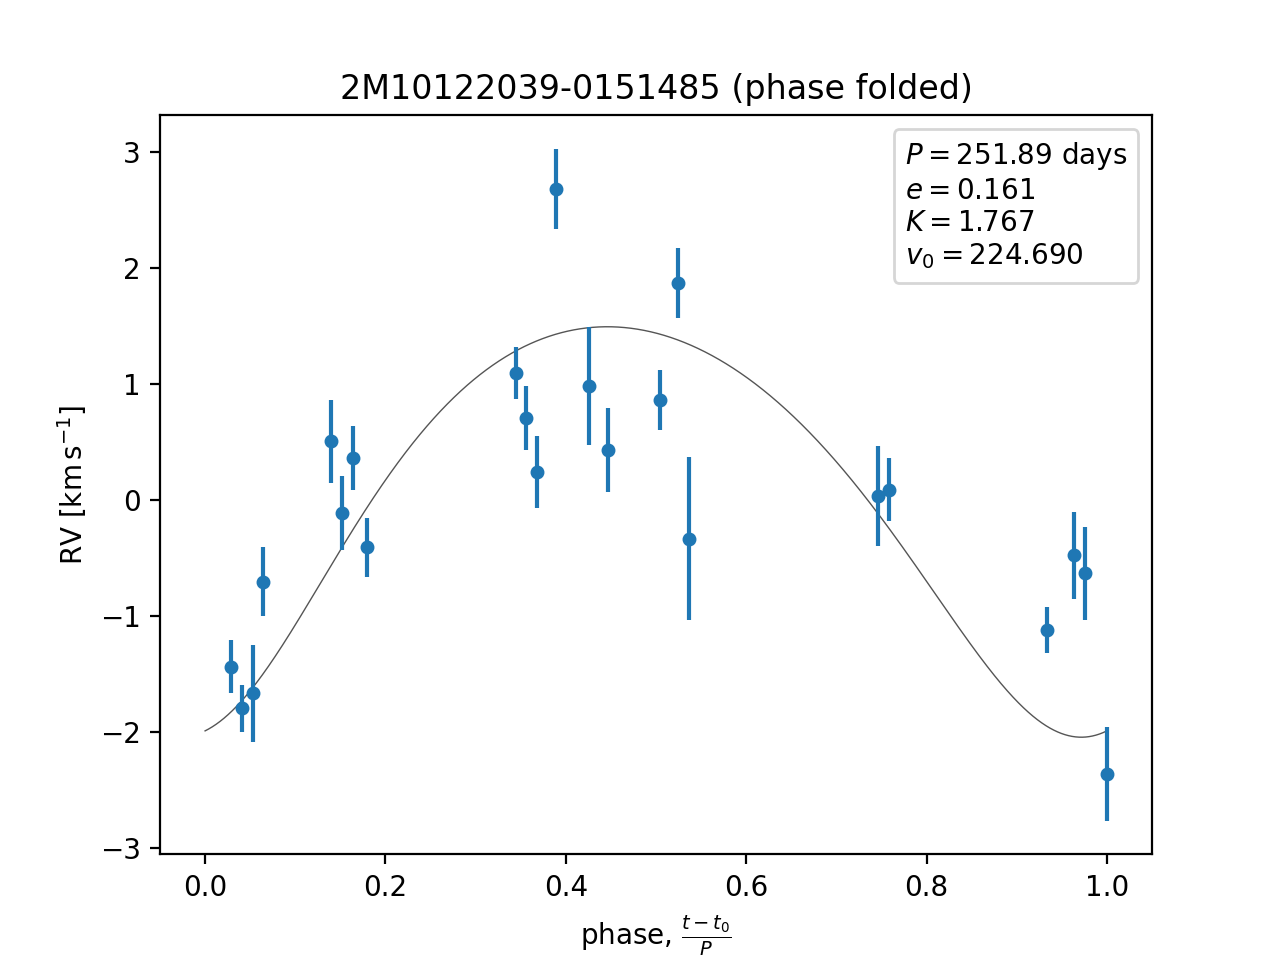 2M10122039-0151485 (phase folded)
P = 251.89 days
e = 0.161
K = 1.767
v₀ = 224.690
3
2
1
0
−1
−2
−3
RV [km s⁻¹]
0.0 0.2 0.4 0.6 0.8 1.0
phase, (t − t₀)/P